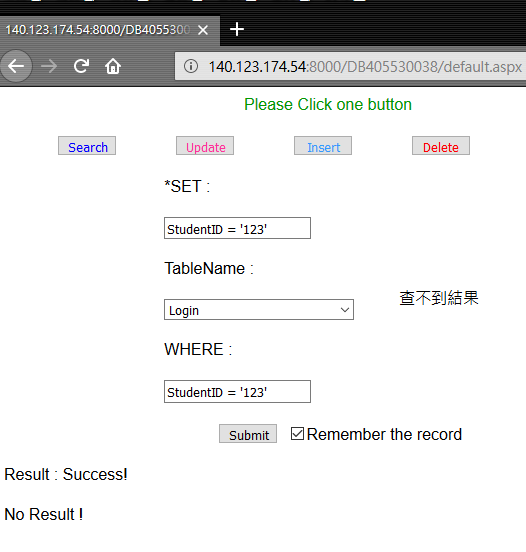 140.123.174.54:8000/DB40553003
140.123.174.54:8000/DB405530038/default.aspx
Please Click one button
Search Update Insert Delete
*SET :
StudentID = '123'
TableName :
Login
查不到結果
WHERE :
StudentID = '123'
Submit Remember the record
Result : Success!
No Result !